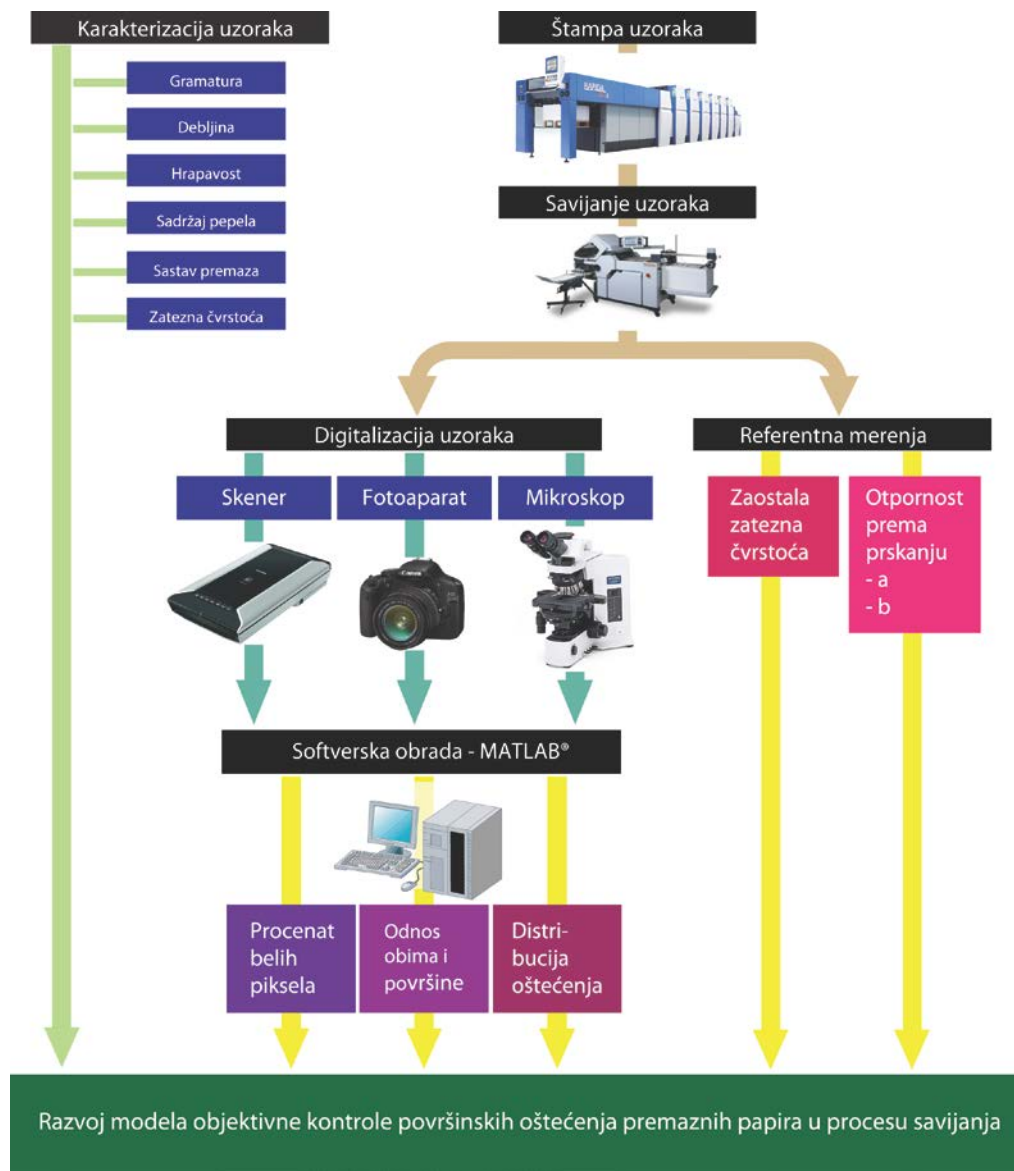 Karakterizacija uzoraka
Gramatura
Debljina
Hrapavost
Sadržaj pepela
Sastav premaza
Zatezna čvrstoća
Štampa uzoraka
Savijanje uzoraka
Digitalizacija uzoraka
Skener
Fotoaparat
Mikroskop
Referentna merenja
Zaostala
zatezna
čvrstoća
Otpornost
prema
prskanju
- a
- b
Softverska obrada - MATLAB®
Procenat
belih
piksela
Odnos
obima i
površine
Distri-
bucija
oštećenja
Razvoj modela objektivne kontrole površinskih oštećenja premaznih papira u procesu savijanja